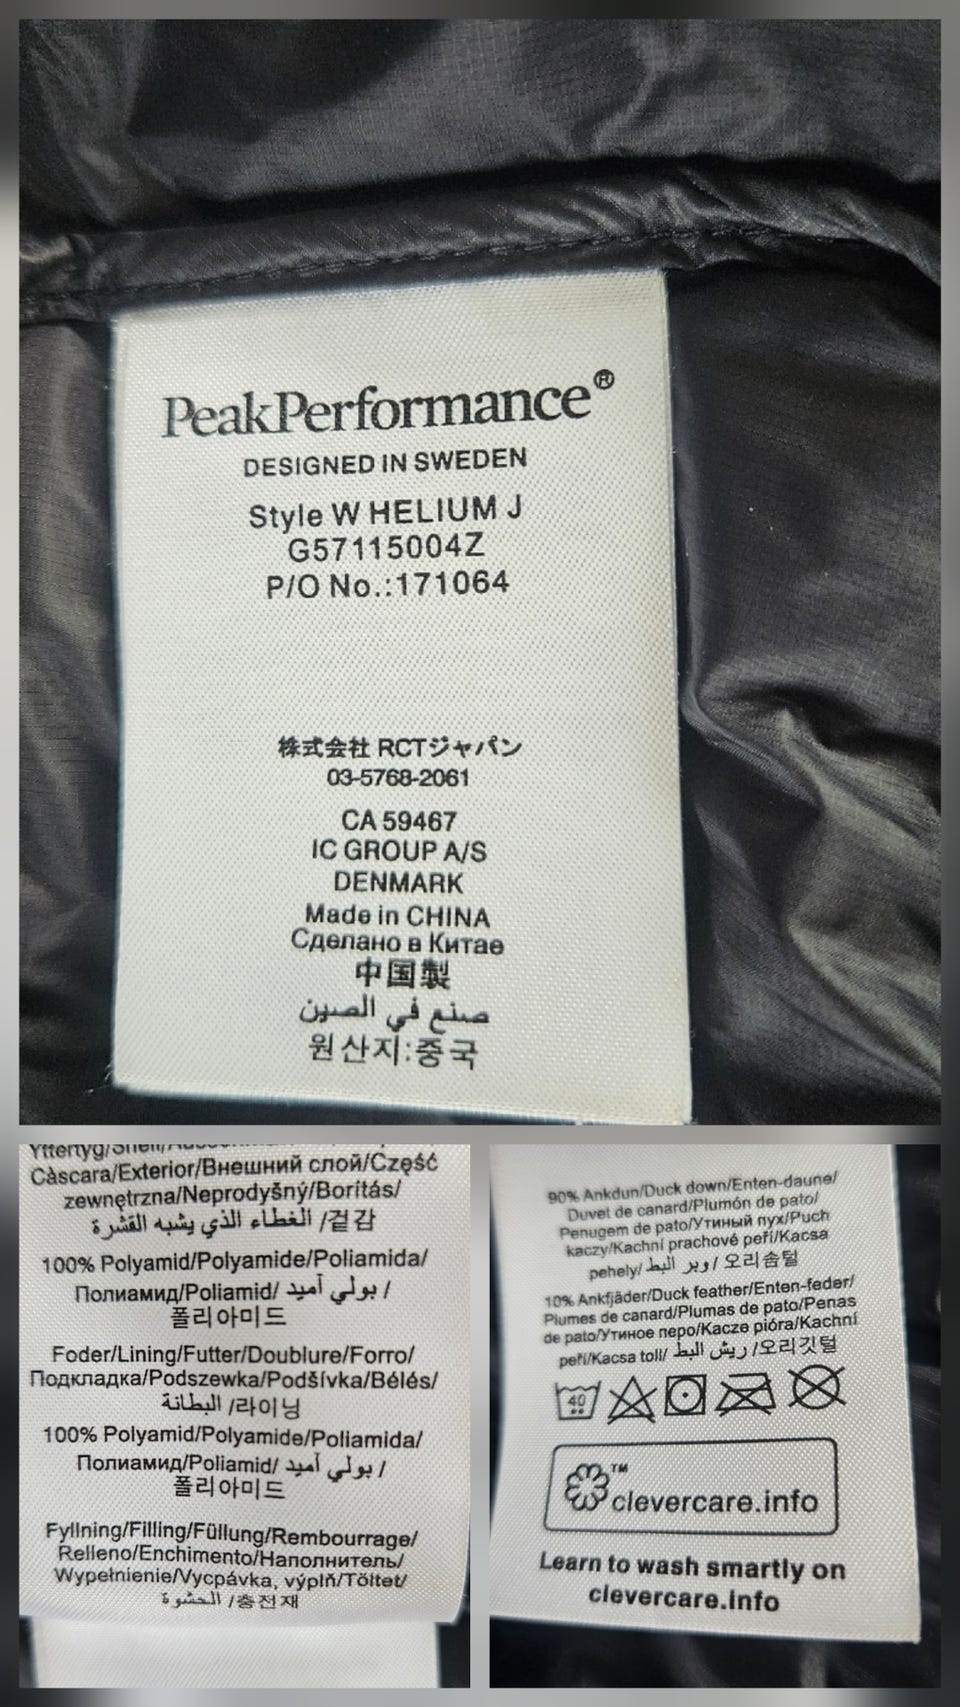 PeakPerformance®
DESIGNED IN SWEDEN
Style W HELIUM J
G57115004Z
P/O No.:171064
株式会社 RCTジャパン
03-5768-2061
CA 59467
IC GROUP A/S
DENMARK
Made in CHINA
Сделано в Китае
中国製
صنع في الصين
원산지:중국
Yttertyg/Shell/
Càscara/Exterior/Внешний слой/Część
zewnętrzna/Neprodyšný/Borítás/
الغطاء الذي يشبه القشرة /겉감
100% Polyamid/Polyamide/Poliamida/
Полиамид/Poliamid/ بولي أميد /
폴리아미드
Foder/Lining/Futter/Doublure/Forro/
Подкладка/Podszewka/Podšívka/Bélés/
البطانة /라이닝
100% Polyamid/Polyamide/Poliamida/
Полиамид/Poliamid/ بولي أميد /
폴리아미드
Fyllning/Filling/Füllung/Rembourrage/
Relleno/Enchimento/Наполнитель/
Wypełnienie/Vycpávka, výplň/Töltet/
الحشوة /충전재
90% Ankdun/Duck down/Enten-daune/
Duvet de canard/Plumón de pato/
Penugem de pato/Утиный пух/Puch
kaczy/Kachní prachové peří/Kacsa
pehely/ وبر البط / 오리솜털
10% Ankfjäder/Duck feather/Enten-feder/
Plumes de canard/Plumas de pato/Penas
de pato/Утиное перо/Kacze pióra/Kachní
peří/Kacsa toll/ ريش البط /오리깃털
40
TM
clevercare.info
Learn to wash smartly on
clevercare.info